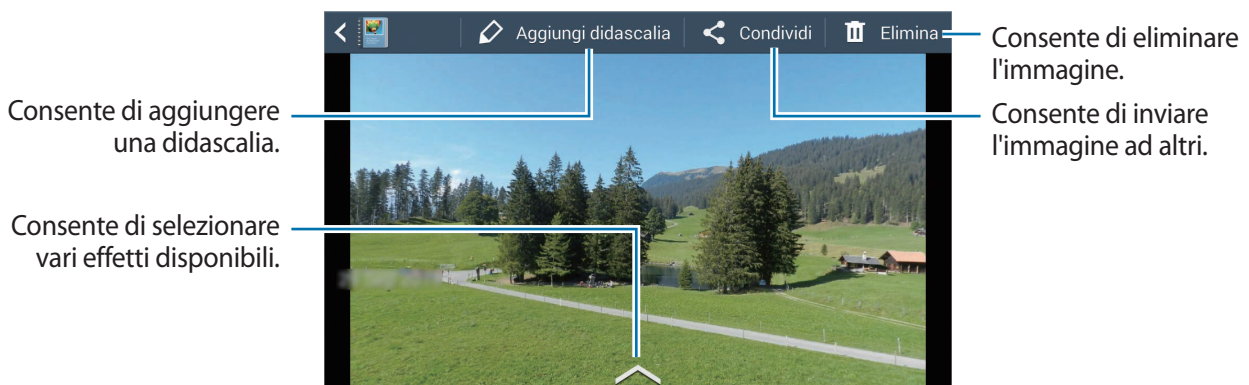 Aggiungi didascalia
Condividi
Elimina
Consente di eliminare
l'immagine.
Consente di aggiungere
una didascalia.
Consente di inviare
l'immagine ad altri.
Consente di selezionare
vari effetti disponibili.